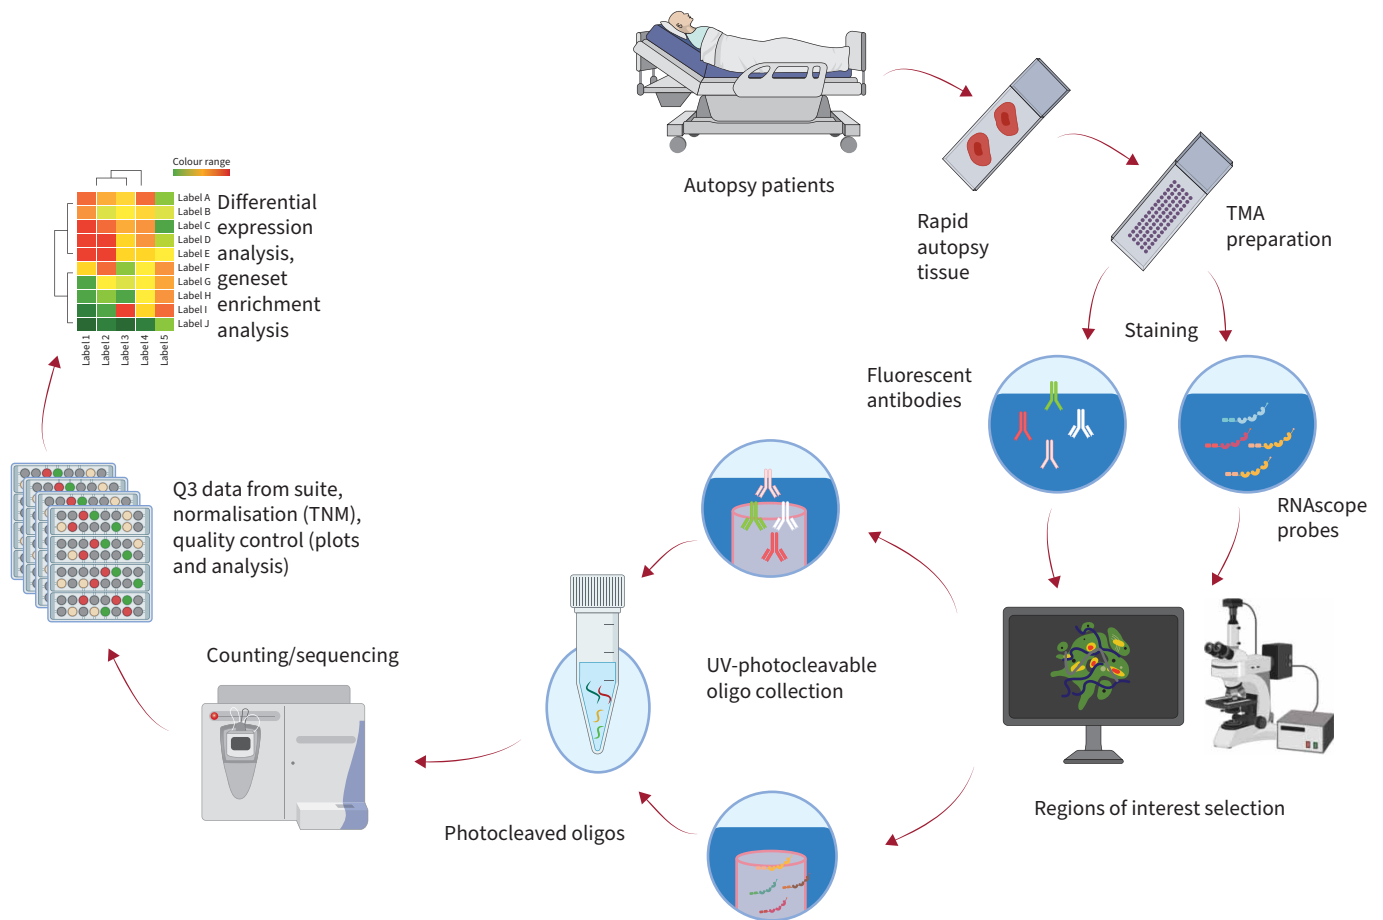 Autopsy patients
Rapid
autopsy
tissue
TMA
preparation
Staining
Fluorescent
antibodies
RNAscope
probes
Regions of interest selection
UV-photocleavable
oligo collection
Photocleaved oligos
Counting/sequencing
Q3 data from suite,
normalisation (TNM),
quality control (plots
and analysis)
Colour range
Label A
Label B
Label C
Label D
Label E
Label F
Label G
Label H
Label I
Label J
Label 1
Label 2
Label 3
Label 4
Label 5
Differential
expression
analysis,
geneset
enrichment
analysis